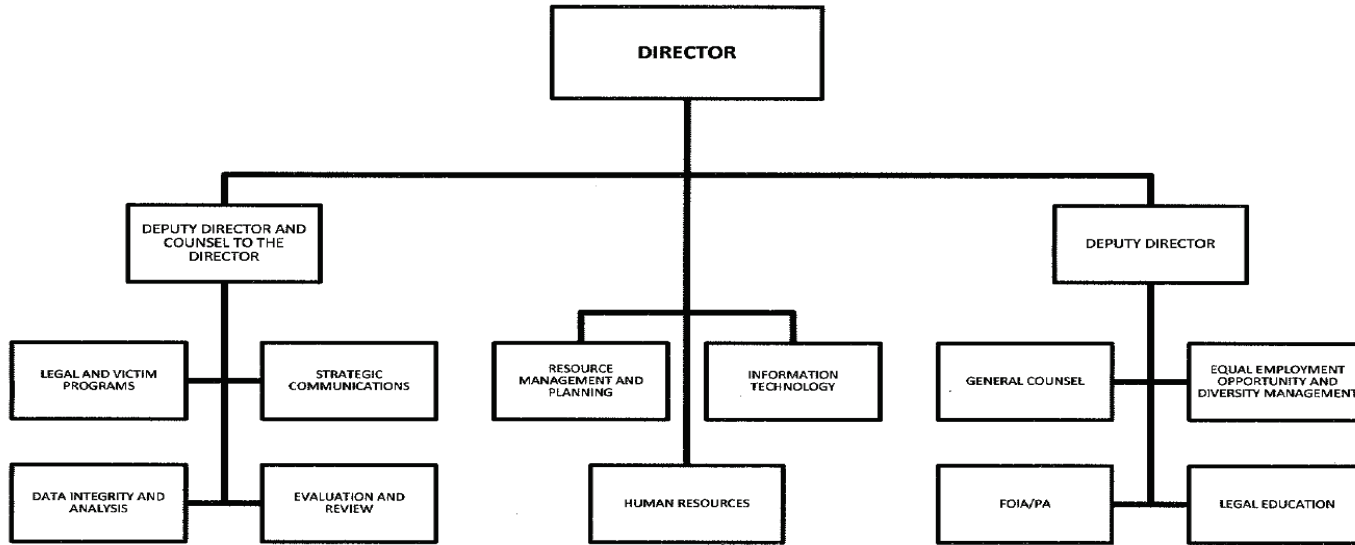 DIRECTOR
DEPUTY DIRECTOR AND
COUNSEL TO THE
DIRECTOR
DEPUTY DIRECTOR
LEGAL AND VICTIM
PROGRAMS
STRATEGIC
COMMUNICATIONS
RESOURCE
MANAGEMENT AND
PLANNING
INFORMATION
TECHNOLOGY
GENERAL COUNSEL
EQUAL EMPLOYMENT
OPPORTUNITY AND
DIVERSITY MANAGEMENT
DATA INTEGRITY AND
ANALYSIS
EVALUATION AND
REVIEW
HUMAN RESOURCES
FOIA/PA
LEGAL EDUCATION